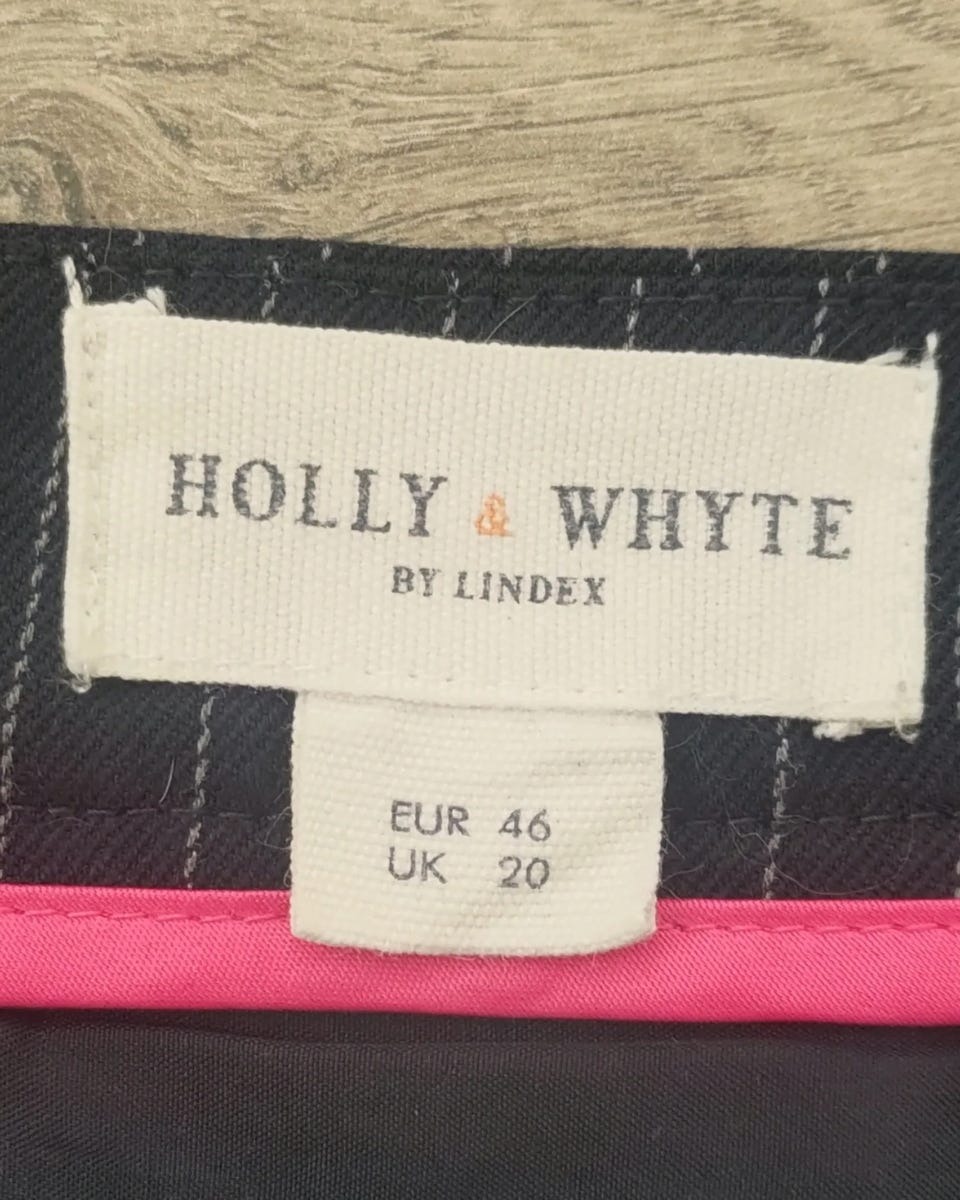 HOLLY & WHYTE
BY LINDEX
EUR 46
UK 20